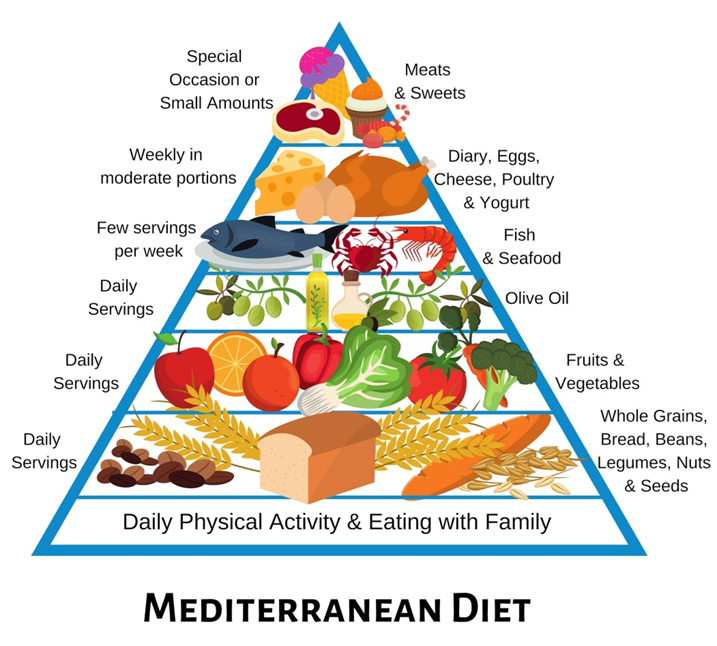 Special
Occasion or
Small Amounts
Meats
& Sweets
Weekly in
moderate portions
Diary, Eggs,
Cheese, Poultry
& Yogurt
Few servings
per week
Fish
& Seafood
Daily
Servings
Olive Oil
Daily
Servings
Fruits &
Vegetables
Daily
Servings
Whole Grains,
Bread, Beans,
Legumes, Nuts
& Seeds
Daily Physical Activity & Eating with Family
Mediterranean Diet